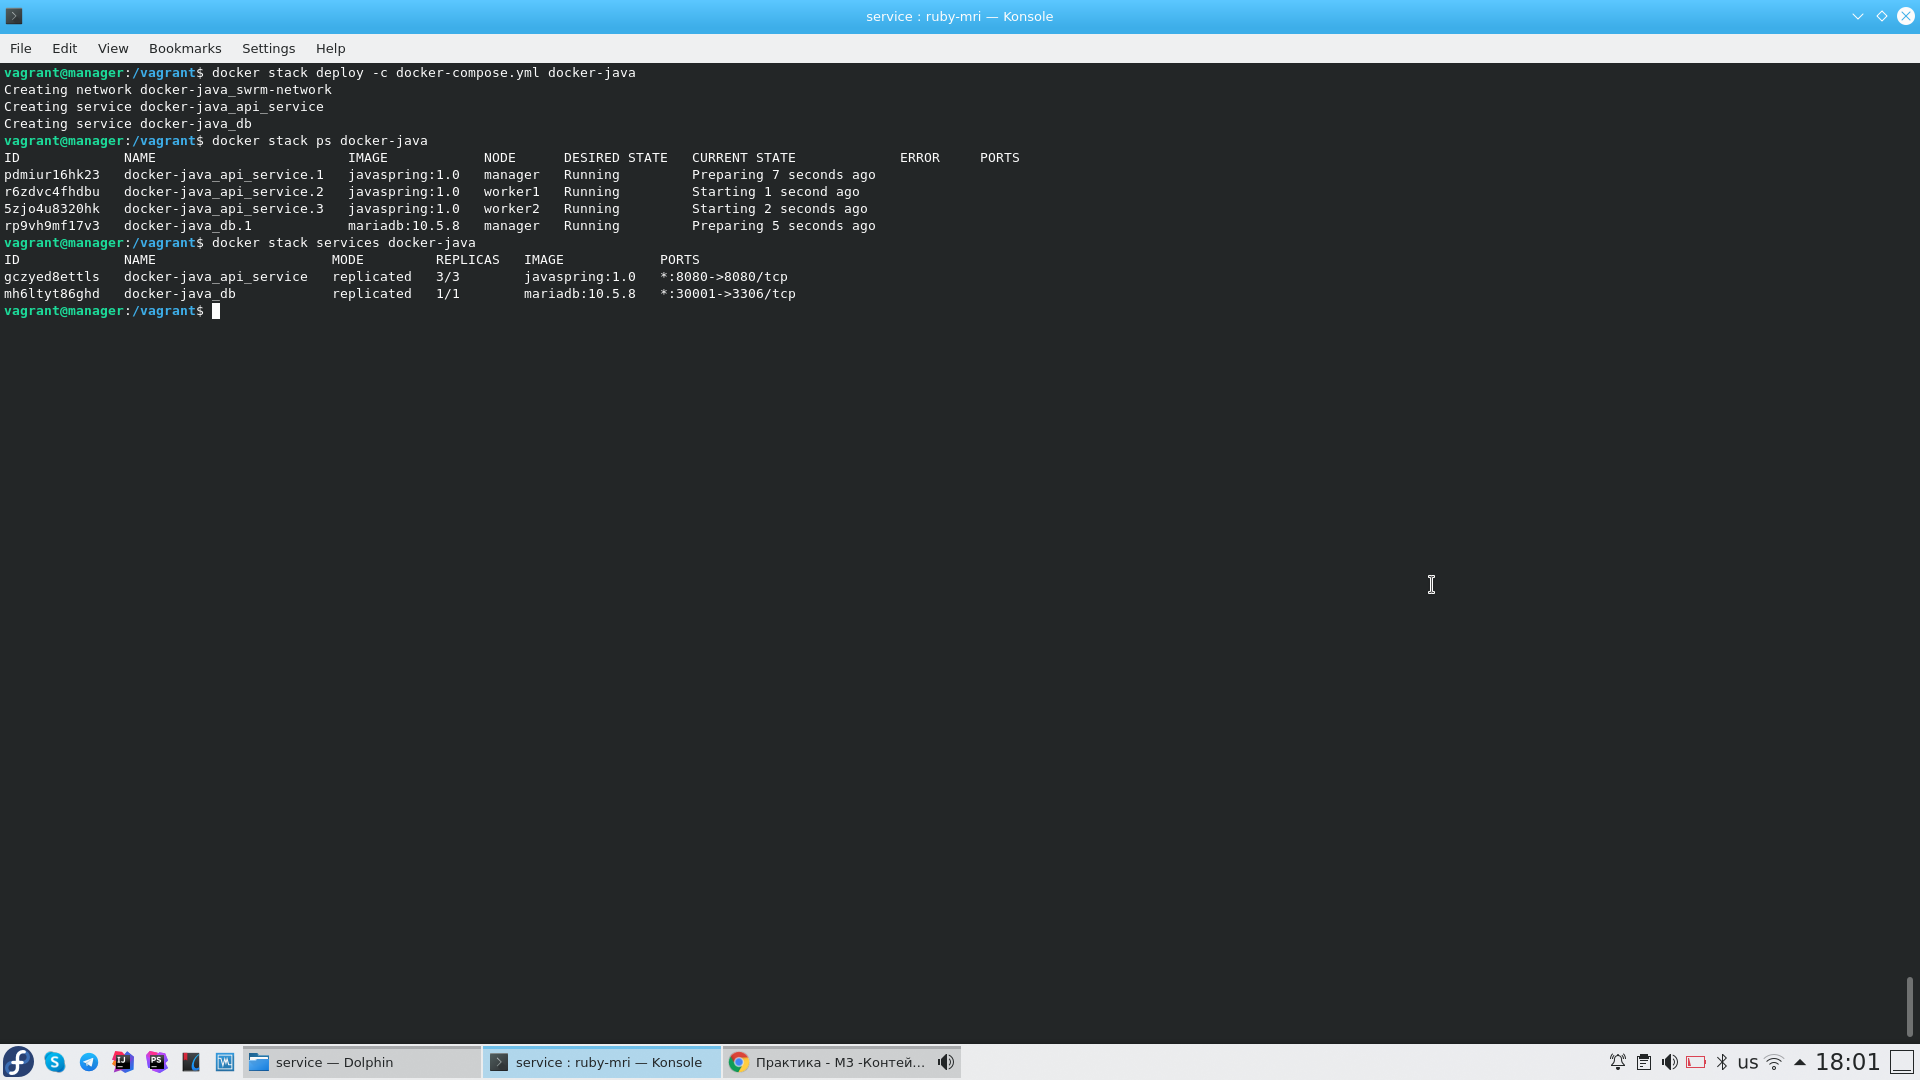 service : ruby-mri — Konsole
File Edit View Bookmarks Settings Help
vagrant@manager:/vagrant$ docker stack deploy -c docker-compose.yml docker-java
Creating network docker-java_swrm-network
Creating service docker-java_api_service
Creating service docker-java_db
vagrant@manager:/vagrant$ docker stack ps docker-java
ID NAME IMAGE NODE DESIRED STATE CURRENT STATE ERROR PORTS
pdmiur16hk23 docker-java_api_service.1 javaspring:1.0 manager Running Preparing 7 seconds ago
r6zdvc4fhdbu docker-java_api_service.2 javaspring:1.0 worker1 Running Starting 1 second ago
5zjo4u8320hk docker-java_api_service.3 javaspring:1.0 worker2 Running Starting 2 seconds ago
rp9vh9mf17v3 docker-java_db.1 mariadb:10.5.8 manager Running Preparing 5 seconds ago
vagrant@manager:/vagrant$ docker stack services docker-java
ID NAME MODE REPLICAS IMAGE PORTS
gczyed8ettls docker-java_api_service replicated 3/3 javaspring:1.0 *:8080->8080/tcp
mh6ltyt86ghd docker-java_db replicated 1/1 mariadb:10.5.8 *:30001->3306/tcp
vagrant@manager:/vagrant$
service — Dolphin service : ruby-mri — Konsole Практика - М3 -Контей... us 18:01